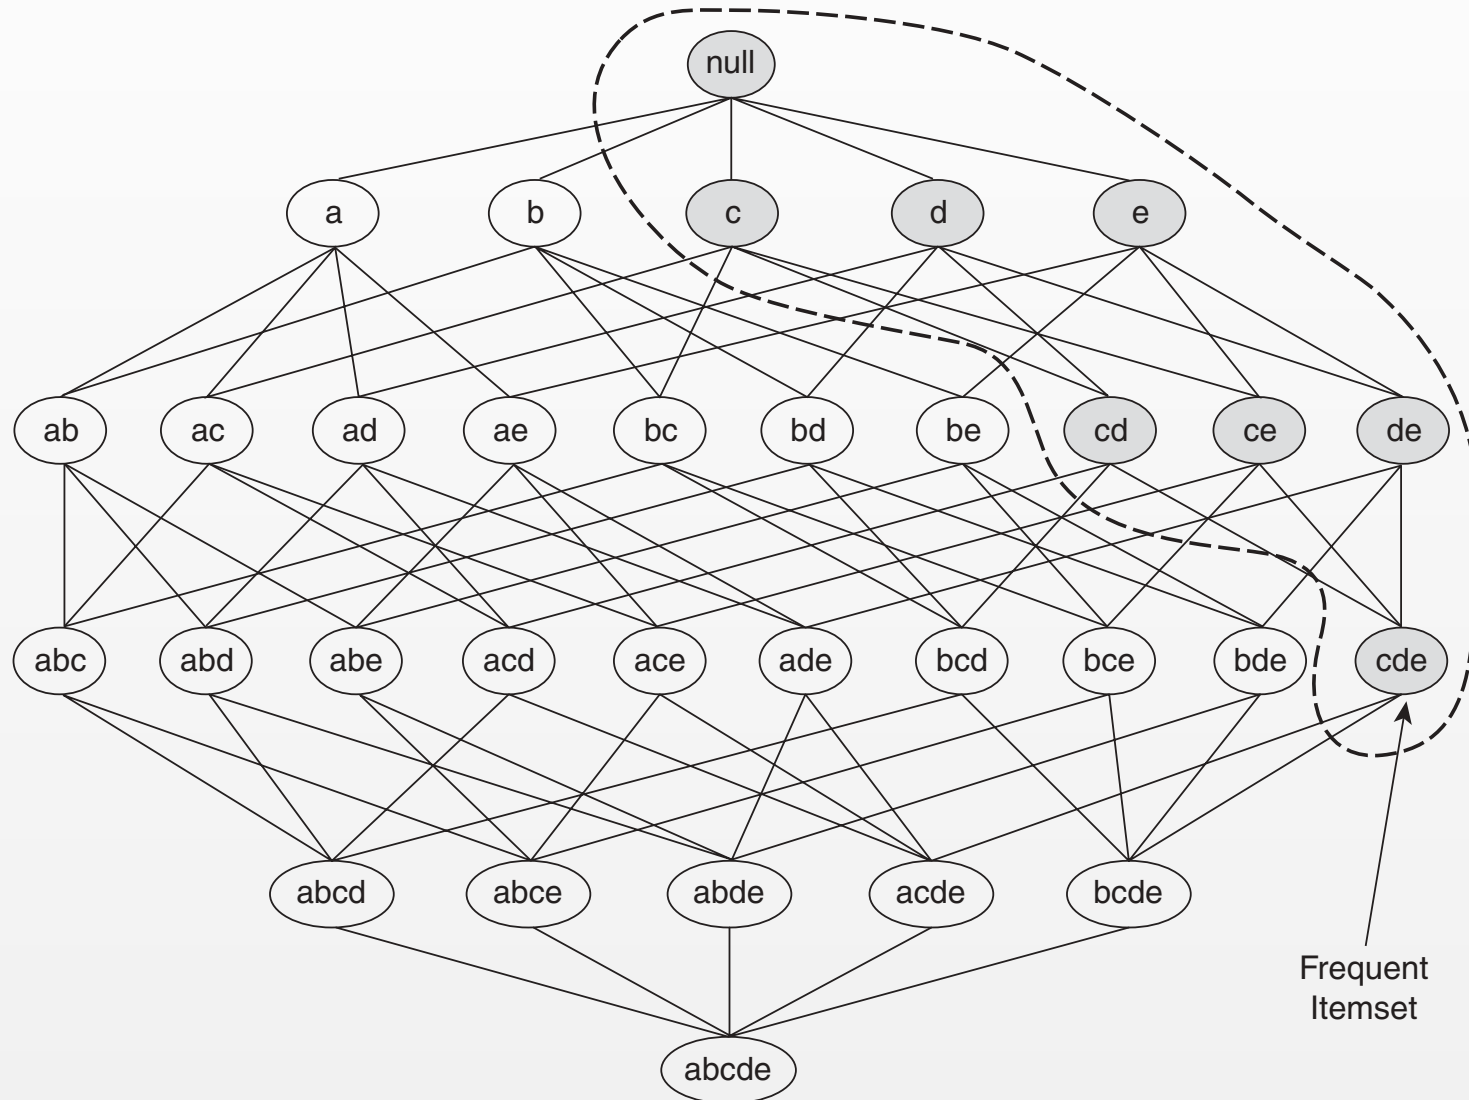 null
a b c d e
ab ac ad ae bc bd be cd ce de
abc abd abe acd ace ade bcd bce bde cde
abcd abce abde acde bcde
Frequent
Itemset
abcde